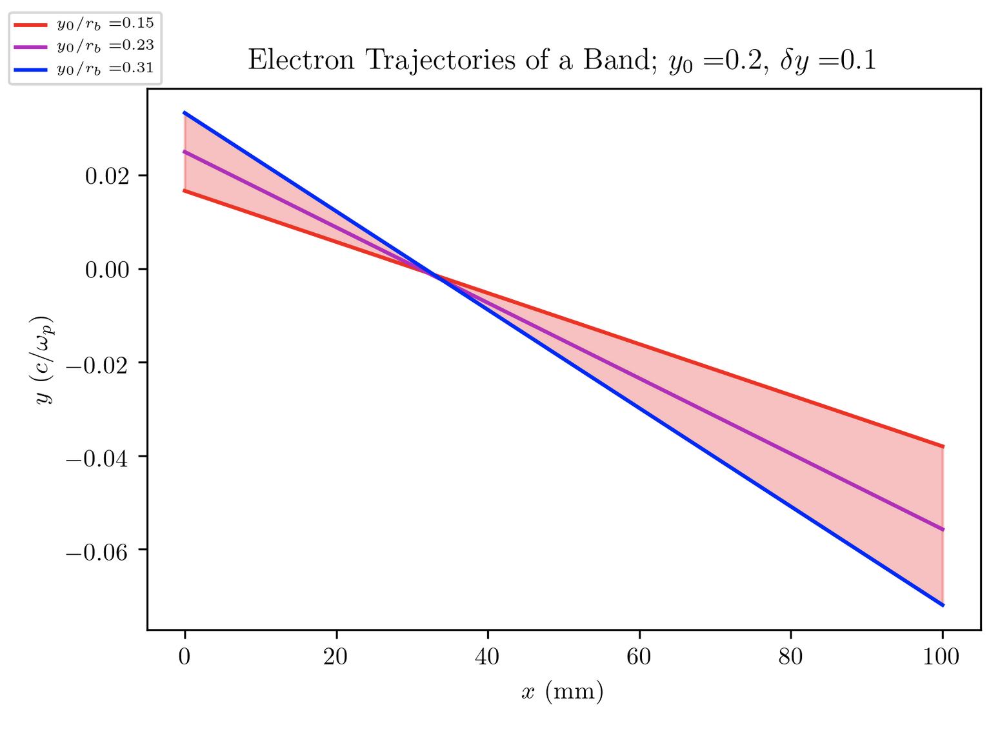 y₀/r_b =0.15
y₀/r_b =0.23
y₀/r_b =0.31
Electron Trajectories of a Band; y₀ =0.2, δy =0.1
y (c/ω_p)
0.02
0.00
−0.02
−0.04
−0.06
0 20 40 60 80 100
x (mm)